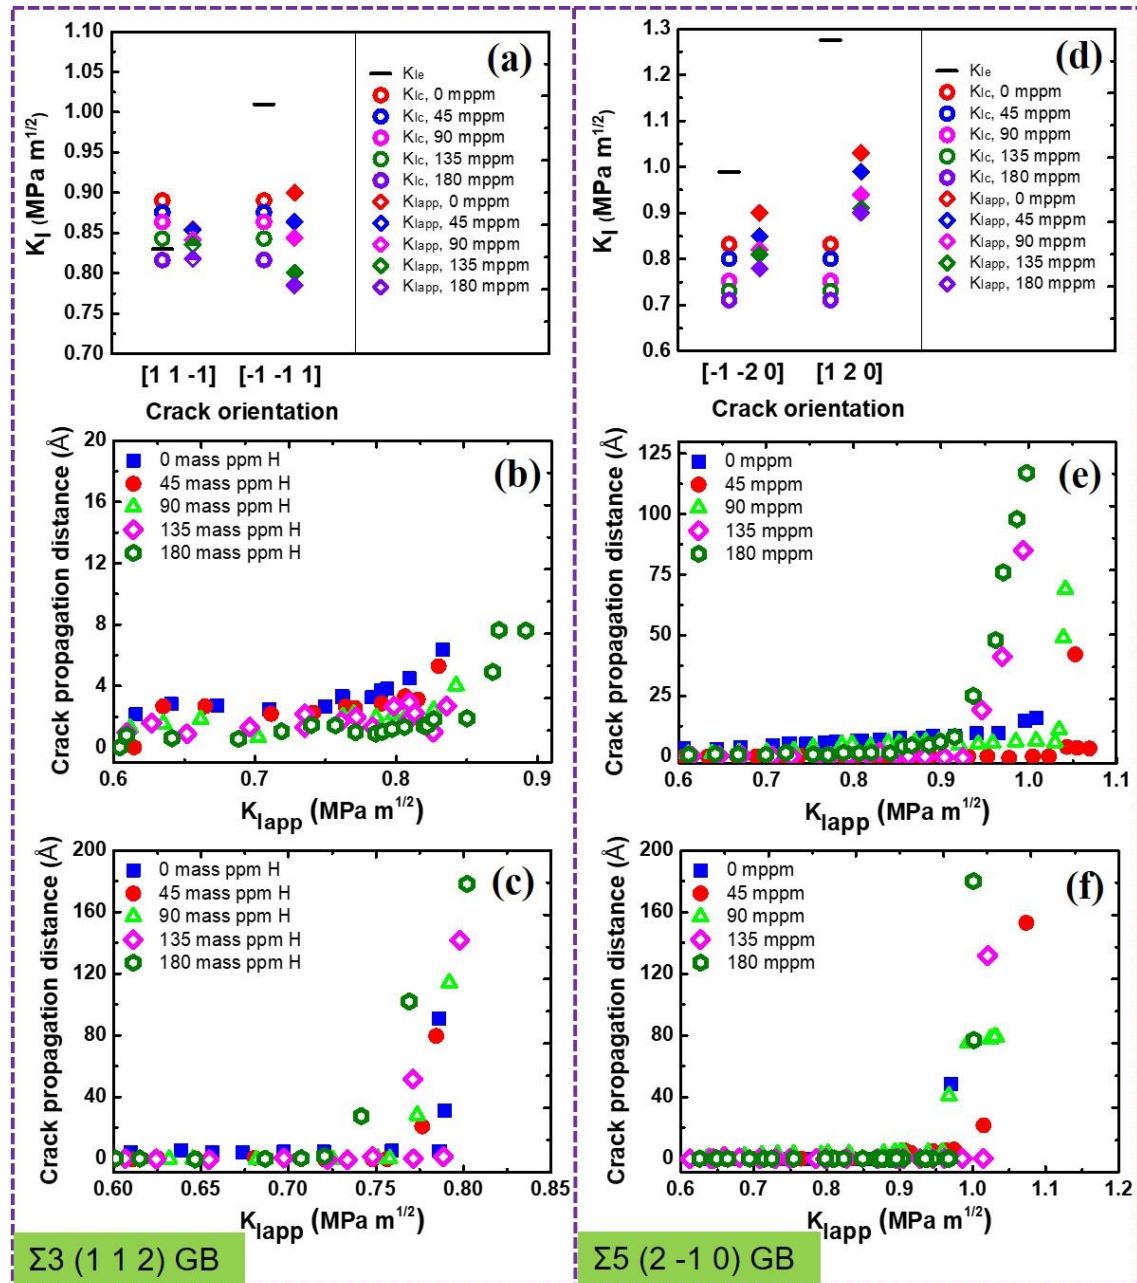 (a)
1.10
1.05
1.00
0.95
0.90
0.85
0.80
0.75
0.70
K_I (MPa m^1/2)
K_Ie
K_Ic, 0 mppm
K_Ic, 45 mppm
K_Ic, 90 mppm
K_Ic, 135 mppm
K_Ic, 180 mppm
K_Iapp, 0 mppm
K_Iapp, 45 mppm
K_Iapp, 90 mppm
K_Iapp, 135 mppm
K_Iapp, 180 mppm
[1 1 -1] [-1 -1 1]
Crack orientation
(b)
20
16
12
8
4
0
Crack propagation distance (Å)
0 mass ppm H
45 mass ppm H
90 mass ppm H
135 mass ppm H
180 mass ppm H
0.6 0.7 0.8 0.9
K_Iapp (MPa m^1/2)
(c)
200
160
120
80
40
0
Crack propagation distance (Å)
0 mass ppm H
45 mass ppm H
90 mass ppm H
135 mass ppm H
180 mass ppm H
0.60 0.65 0.70 0.75 0.80 0.85
K_Iapp (MPa m^1/2)
Σ3 (1 1 2) GB
(d)
1.3
1.2
1.1
1.0
0.9
0.8
0.7
0.6
K_I (MPa m^1/2)
K_Ie
K_Ic, 0 mppm
K_Ic, 45 mppm
K_Ic, 90 mppm
K_Ic, 135 mppm
K_Ic, 180 mppm
K_Iapp, 0 mppm
K_Iapp, 45 mppm
K_Iapp, 90 mppm
K_Iapp, 135 mppm
K_Iapp, 180 mppm
[-1 -2 0] [1 2 0]
Crack orientation
(e)
125
100
75
50
25
0
Crack propagation distance (Å)
0 mppm
45 mppm
90 mppm
135 mppm
180 mppm
0.6 0.7 0.8 0.9 1.0 1.1
K_Iapp (MPa m^1/2)
(f)
200
160
120
80
40
0
Crack propagation distance (Å)
0 mppm
45 mppm
90 mppm
135 mppm
180 mppm
0.6 0.7 0.8 0.9 1.0 1.1 1.2
K_Iapp (MPa m^1/2)
Σ5 (2 -1 0) GB